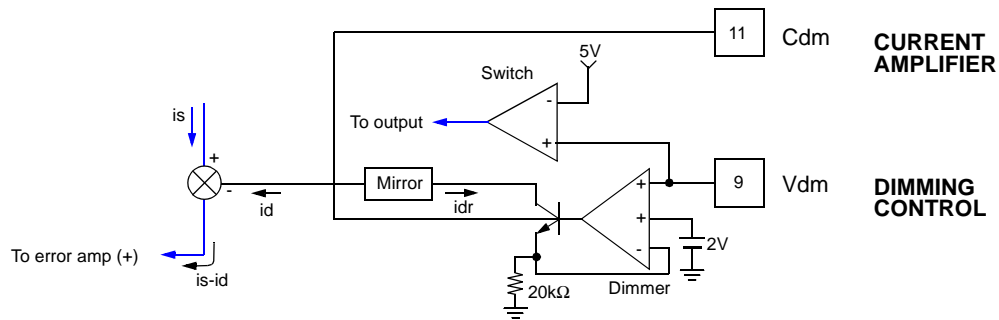 11
Cdm
CURRENT
AMPLIFIER
5V
Switch
-
+
To output
is
+
-
Mirror
id
idr
+
+
-
9
Vdm
DIMMING
CONTROL
2V
To error amp (+)
is-id
20kΩ
Dimmer